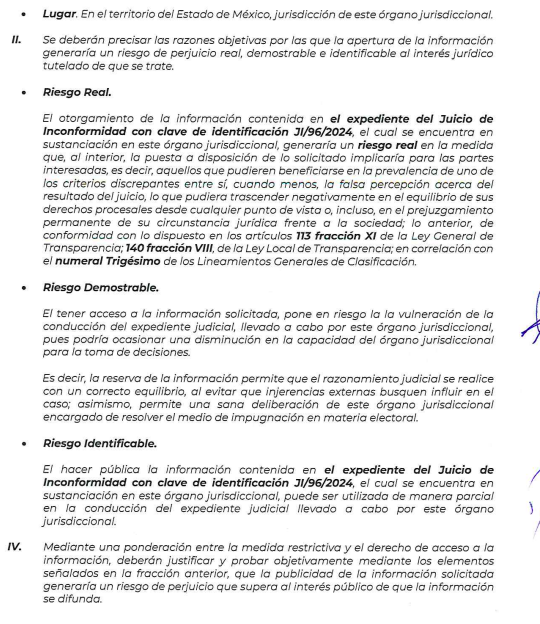 • Lugar. En el territorio del Estado de México, jurisdicción de este órgano jurisdiccional.
II. Se deberán precisar las razones objetivas por las que la apertura de la información
generaría un riesgo de perjuicio real, demostrable e identificable al interés jurídico
tutelado de que se trate.
• Riesgo Real.
El otorgamiento de la información contenida en el expediente del Juicio de
Inconformidad con clave de identificación JI/96/2024, el cual se encuentra en
sustanciación en este órgano jurisdiccional, generaría un riesgo real en la medida
que, al interior, la puesta a disposición de lo solicitado implicaría para las partes
interesadas, es decir, aquellos que pudieren beneficiarse en la prevalencia de uno de
los criterios discrepantes entre sí, cuando menos, la falsa percepción acerca del
resultado del juicio, lo que pudiera trascender negativamente en el equilibrio de sus
derechos procesales desde cualquier punto de vista o, incluso, en el prejuzgamiento
permanente de su circunstancia jurídica frente a la sociedad; lo anterior, de
conformidad con lo dispuesto en los artículos 113 fracción XI de la Ley General de
Transparencia; 140 fracción VIII, de la Ley Local de Transparencia; en correlación con
el numeral Trigésimo de los Lineamientos Generales de Clasificación.
• Riesgo Demostrable.
El tener acceso a la información solicitada, pone en riesgo la la vulneración de la
conducción del expediente judicial, llevado a cabo por este órgano jurisdiccional,
pues podría ocasionar una disminución en la capacidad del órgano jurisdiccional
para la toma de decisiones.
Es decir, la reserva de la información permite que el razonamiento judicial se realice
con un correcto equilibrio, al evitar que injerencias externas busquen influir en el
caso; asimismo, permite una sana deliberación de este órgano jurisdiccional
encargado de resolver el medio de impugnación en materia electoral.
• Riesgo Identificable.
El hacer pública la información contenida en el expediente del Juicio de
Inconformidad con clave de identificación JI/96/2024, el cual se encuentra en
sustanciación en este órgano jurisdiccional, puede ser utilizada de manera parcial
en la conducción del expediente judicial llevado a cabo por este órgano
jurisdiccional.
IV. Mediante una ponderación entre la medida restrictiva y el derecho de acceso a la
información, deberán justificar y probar objetivamente mediante los elementos
señalados en la fracción anterior, que la publicidad de la información solicitada
generaría un riesgo de perjuicio que supera al interés público de que la información
se difunda.